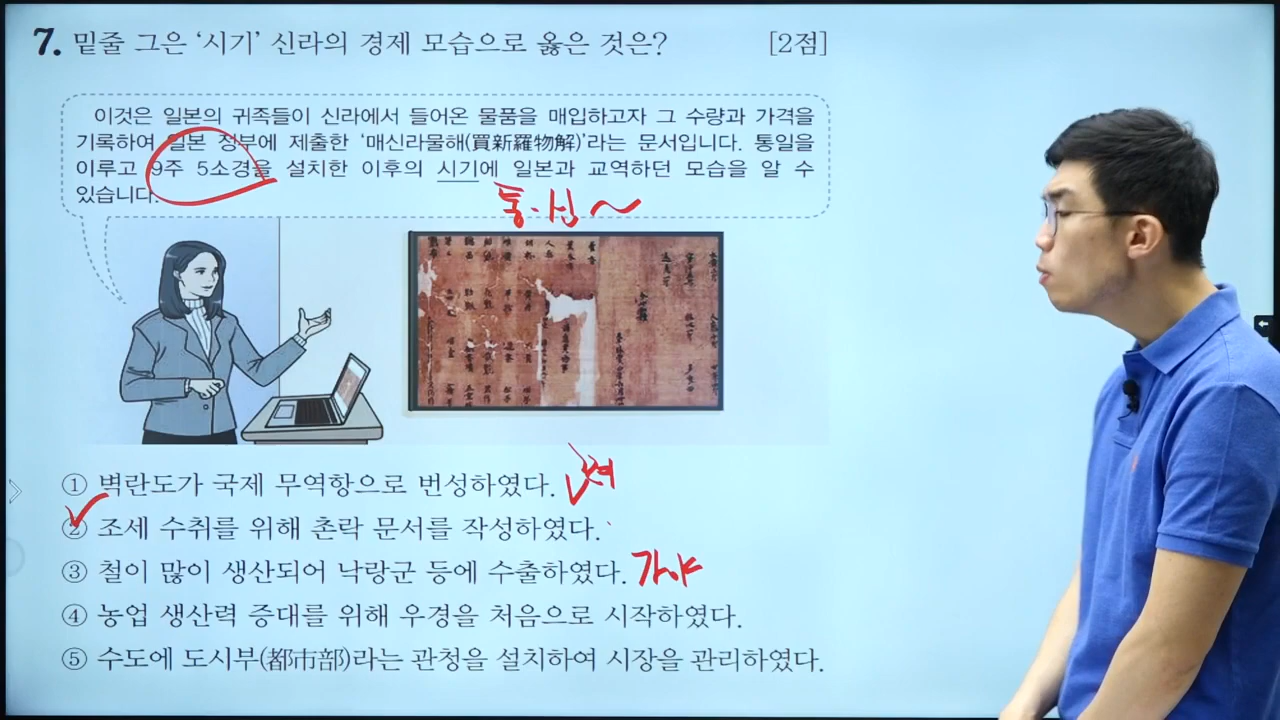 7. 밑줄 그은 '시기' 신라의 경제 모습으로 옳은 것은? [2점]
이것은 일본의 귀족들이 신라에서 들어온 물품을 매입하고자 그 수량과 가격을
기록하여 일본 정부에 제출한 '매신라물해(買新羅物解)'라는 문서입니다. 통일을
이루고 9주 5소경을 설치한 이후의 시기에 일본과 교역하던 모습을 알 수
있습니다.
통·신~
① 벽란도가 국제 무역항으로 번성하였다.
② 조세 수취를 위해 촌락 문서를 작성하였다.
③ 철이 많이 생산되어 낙랑군 등에 수출하였다. 가야
④ 농업 생산력 증대를 위해 우경을 처음으로 시작하였다.
⑤ 수도에 도시부(都市部)라는 관청을 설치하여 시장을 관리하였다.